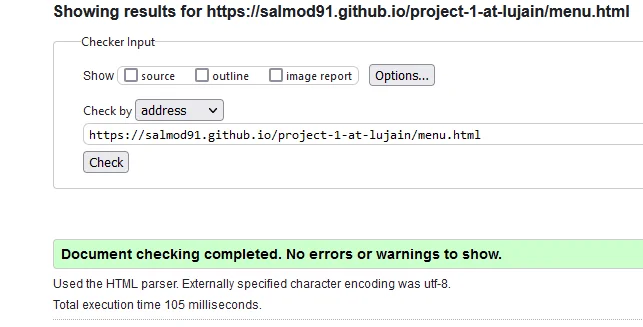 Showing results for https://salmod91.github.io/project-1-at-lujain/menu.html
Checker Input
Show source outline image report Options...
Check by address
https://salmod91.github.io/project-1-at-lujain/menu.html
Check
Document checking completed. No errors or warnings to show.
Used the HTML parser. Externally specified character encoding was utf-8.
Total execution time 105 milliseconds.